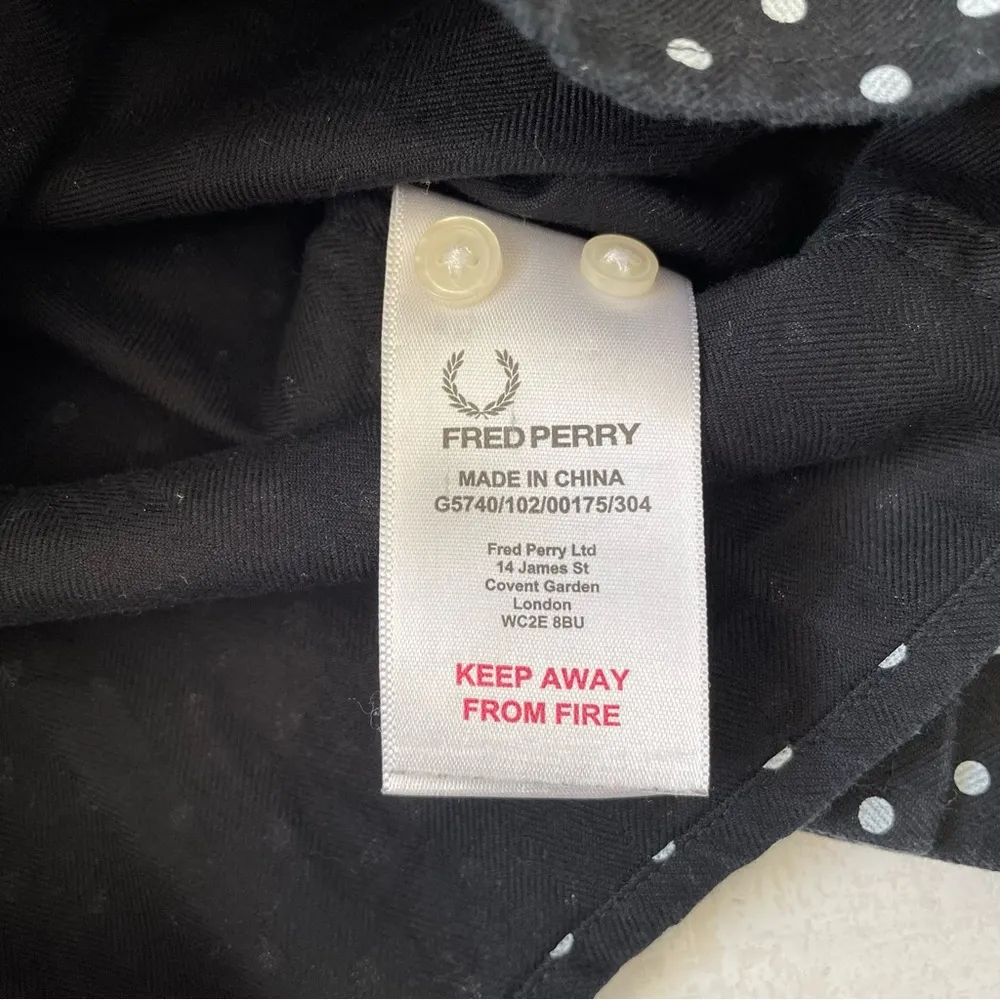 FRED PERRY
MADE IN CHINA
G5740/102/00175/304
Fred Perry Ltd
14 James St
Covent Garden
London
WC2E 8BU
KEEP AWAY
FROM FIRE